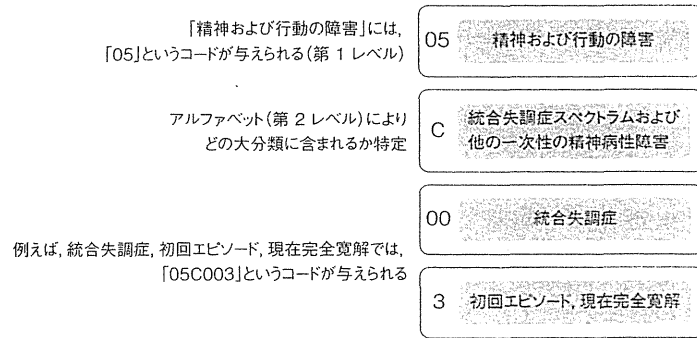 「精神および行動の障害」には,
「05」というコードが与えられる(第 1 レベル)
05 精神および行動の障害
アルファベット(第 2 レベル)により
どの大分類に含まれるか特定
C 統合失調症スペクトラムおよび
他の一次性の精神病性障害
00 統合失調症
例えば, 統合失調症, 初回エピソード, 現在完全寛解では,
「05C003」というコードが与えられる
3 初回エピソード, 現在完全寛解